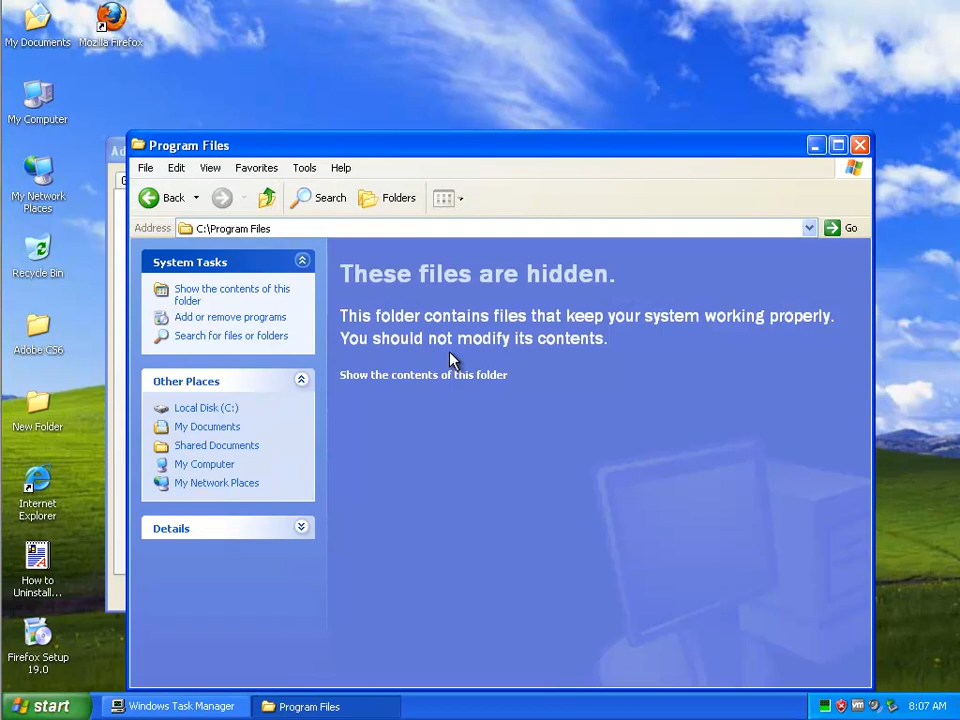 My Documents
Mozilla Firefox
My Computer
My Network
Places
Recycle Bin
Adobe CS6
New Folder
Internet
Explorer
How to
Uninstall...
Firefox Setup
19.0
Ad
Program Files
File Edit View Favorites Tools Help
Back Search Folders
Address C:\Program Files Go
System Tasks
Show the contents of this
folder
Add or remove programs
Search for files or folders
Other Places
Local Disk (C:)
My Documents
Shared Documents
My Computer
My Network Places
Details
These files are hidden.
This folder contains files that keep your system working properly.
You should not modify its contents.
Show the contents of this folder
start Windows Task Manager Program Files 8:07 AM